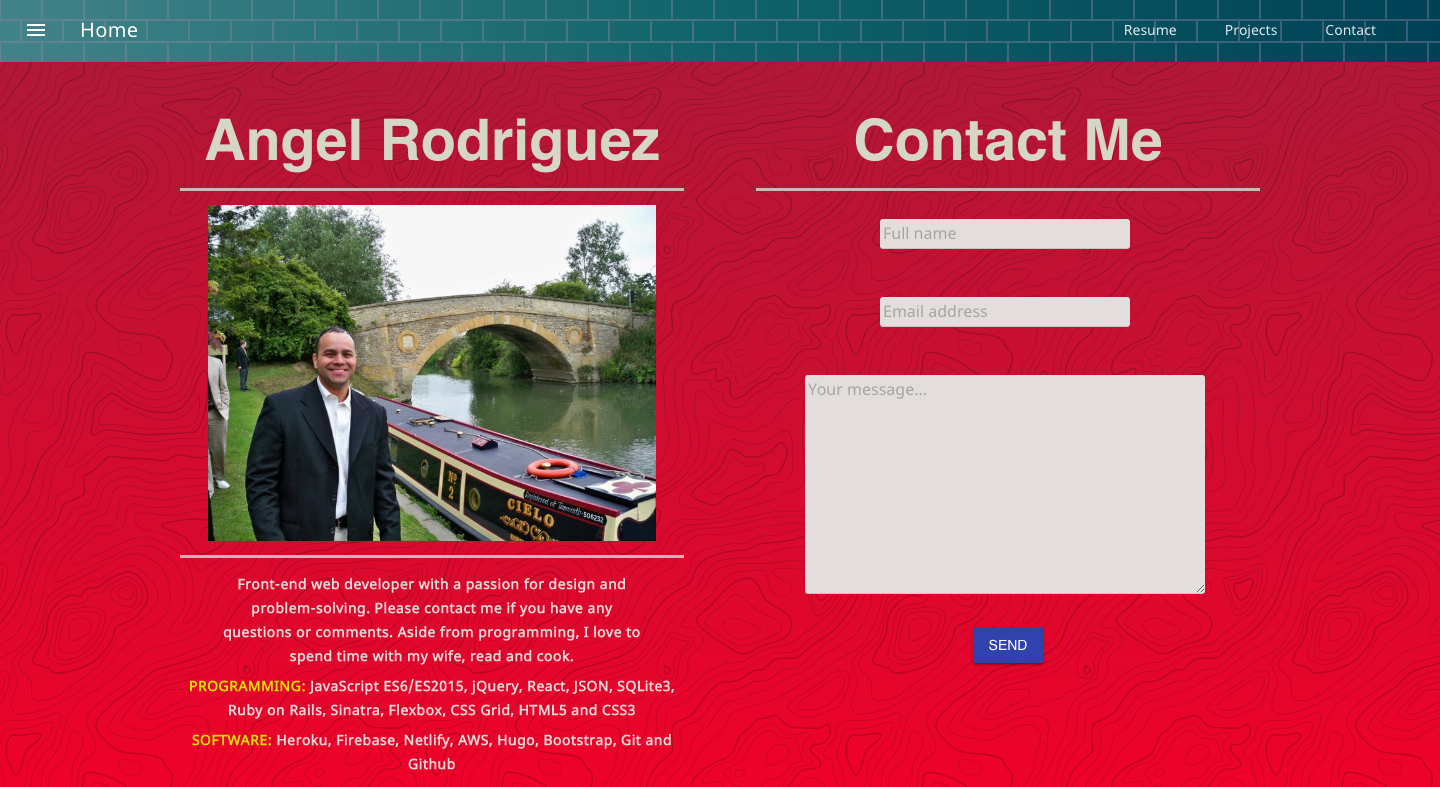 Home
Resume
Projects
Contact
Angel Rodriguez
Nº
2
CIELO
Front-end web developer with a passion for design and
problem-solving. Please contact me if you have any
questions or comments. Aside from programming, I love to
spend time with my wife, read and cook.
PROGRAMMING: JavaScript ES6/ES2015, jQuery, React, JSON, SQLite3,
Ruby on Rails, Sinatra, Flexbox, CSS Grid, HTML5 and CSS3
SOFTWARE: Heroku, Firebase, Netlify, AWS, Hugo, Bootstrap, Git and
Github
Contact Me
Full name
Email address
Your message...
SEND